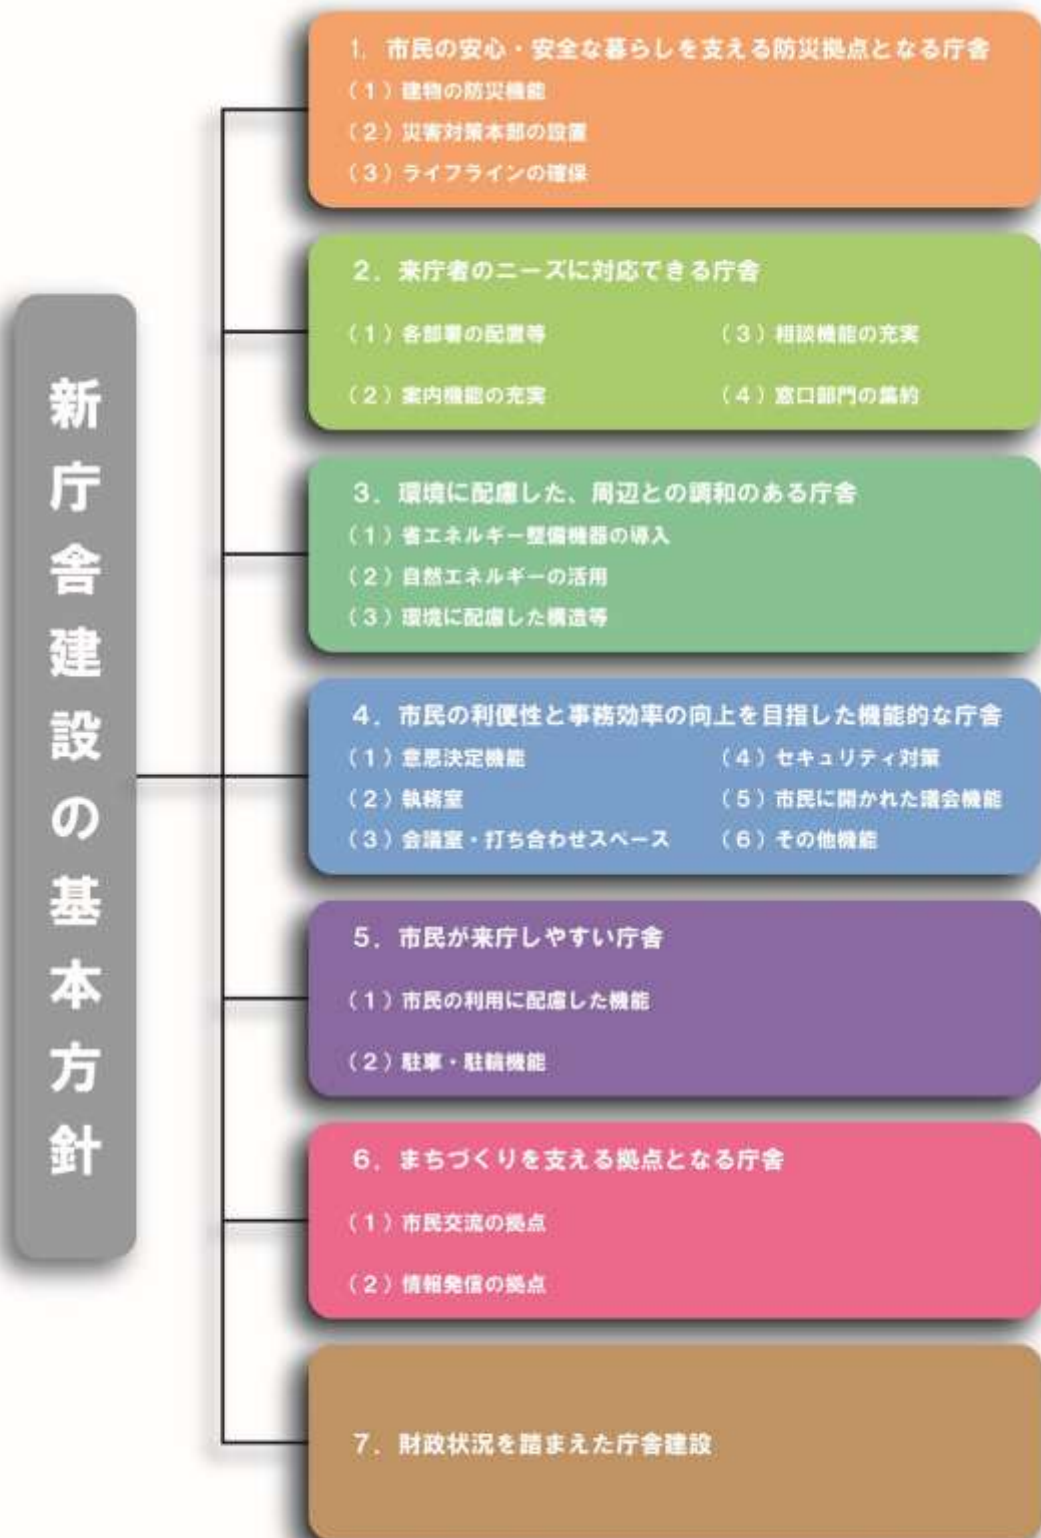 新庁舎建設の基本方針
1. 市民の安心・安全な暮らしを支える防災拠点となる庁舎
(1)建物の防災機能
(2)災害対策本部の設置
(3)ライフラインの確保
2. 来庁者のニーズに対応できる庁舎
(1)各部署の配置等
(2)案内機能の充実
(3)相談機能の充実
(4)窓口部門の集約
3. 環境に配慮した、周辺との調和のある庁舎
(1)省エネルギー整備機器の導入
(2)自然エネルギーの活用
(3)環境に配慮した構造等
4. 市民の利便性と事務効率の向上を目指した機能的な庁舎
(1)意思決定機能
(2)執務室
(3)会議室・打ち合わせスペース
(4)セキュリティ対策
(5)市民に開かれた議会機能
(6)その他機能
5. 市民が来庁しやすい庁舎
(1)市民の利用に配慮した機能
(2)駐車・駐輪機能
6. まちづくりを支える拠点となる庁舎
(1)市民交流の拠点
(2)情報発信の拠点
7. 財政状況を踏まえた庁舎建設